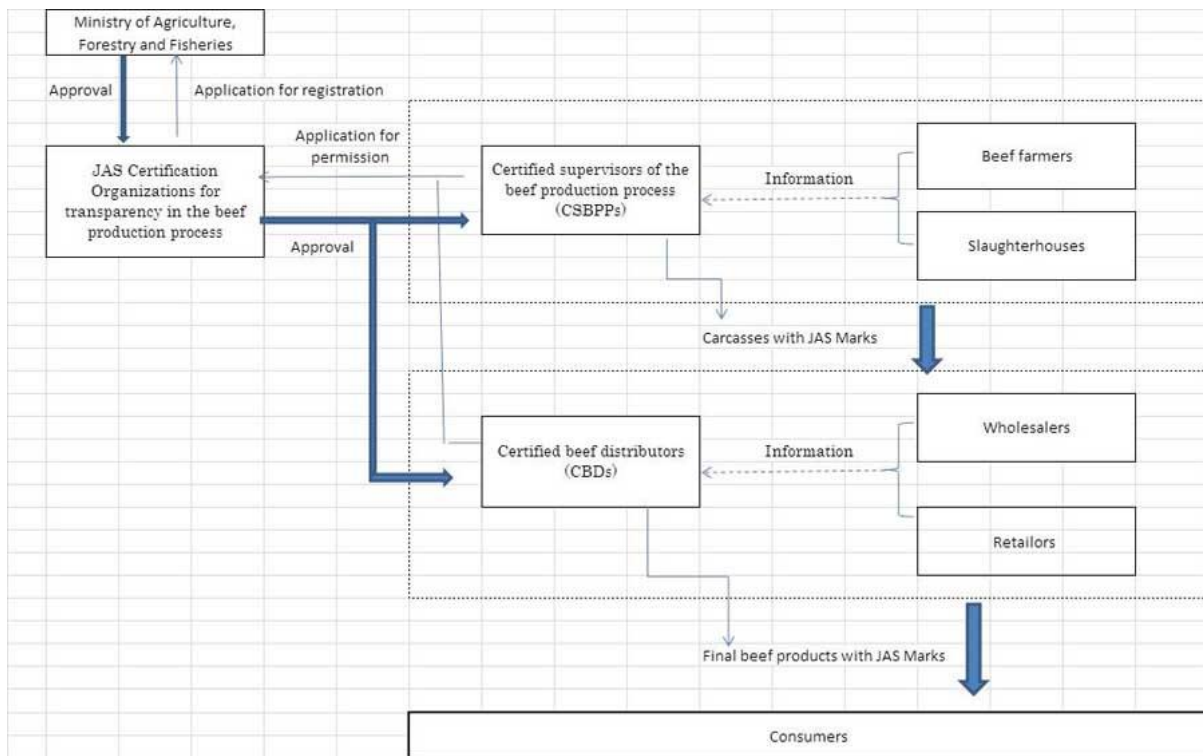 Ministry of Agriculture,
Forestry and Fisheries
Approval
Application for registration
Application for
permission
JAS Certification
Organizations for
transparency in the beef
production process
Approval
Certified supervisors of the
beef production process
(CSBPPs)
Information
Beef farmers
Slaughterhouses
Carcasses with JAS Marks
Certified beef distributors
(CBDs)
Information
Wholesalers
Retailors
Final beef products with JAS Marks
Consumers